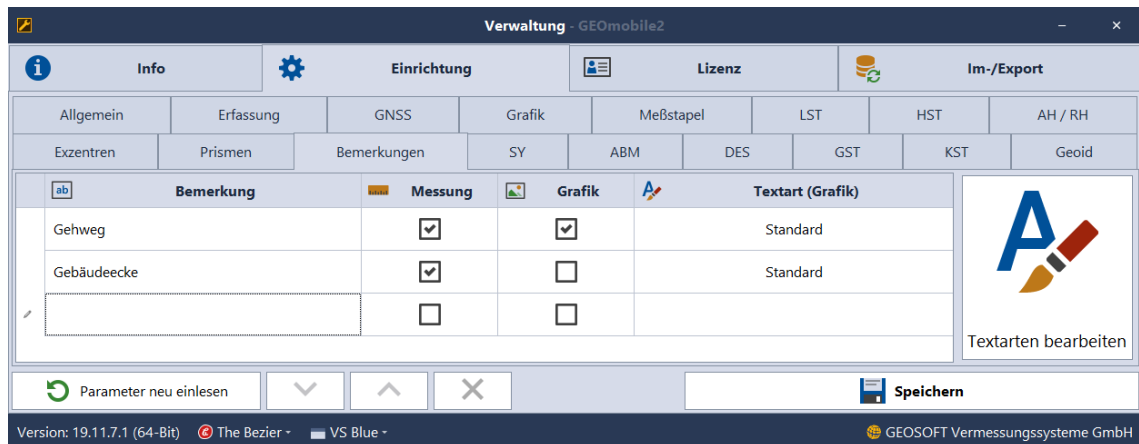 Verwaltung - GEOmobile2
Info Einrichtung Lizenz Im-/Export
Allgemein Erfassung GNSS Grafik Meßstapel LST HST AH / RH
Exzentren Prismen Bemerkungen SY ABM DES GST KST Geoid
ab Bemerkung Messung Grafik Textart (Grafik)
Gehweg Standard
Gebäudeecke Standard
Textarten bearbeiten
Parameter neu einlesen Speichern
Version: 19.11.7.1 (64-Bit) The Bezier VS Blue GEOSOFT Vermessungssysteme GmbH